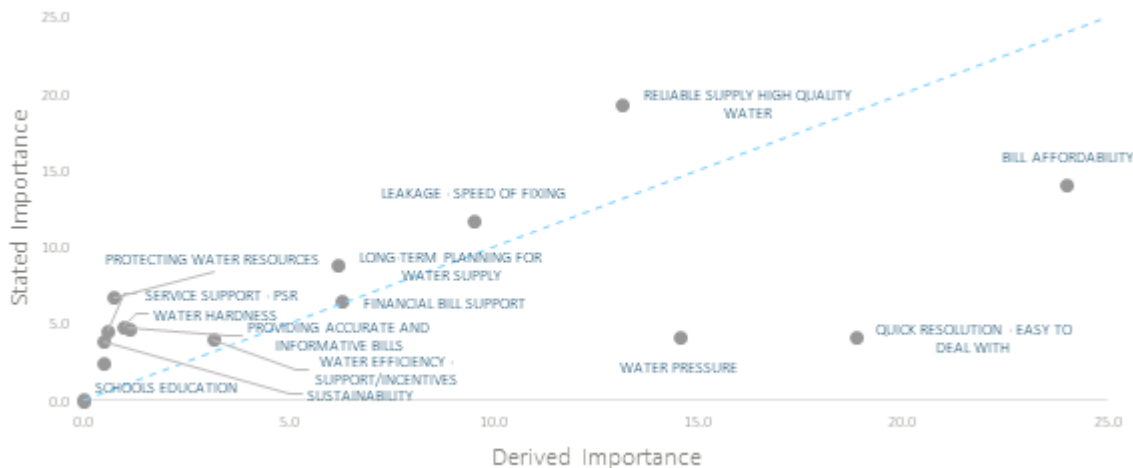 25.0
20.0
RELIABLE SUPPLY HIGH QUALITY
WATER
15.0
BILL AFFORDABILITY
LEAKAGE - SPEED OF FIXING
Stated Importance
10.0
PROTECTING WATER RESOURCES
LONG-TERM PLANNING FOR
WATER SUPPLY
SERVICE SUPPORT - PSR
FINANCIAL BILL SUPPORT
WATER HARDNESS
5.0
PROVIDING ACCURATE AND
INFORMATIVE BILLS
QUICK RESOLUTION - EASY TO
DEAL WITH
WATER EFFICIENCY -
SUPPORT/INCENTIVES
WATER PRESSURE
SCHOOLS EDUCATION
SUSTAINABILITY
0.0
0.0 5.0 10.0 15.0 20.0 25.0
Derived Importance